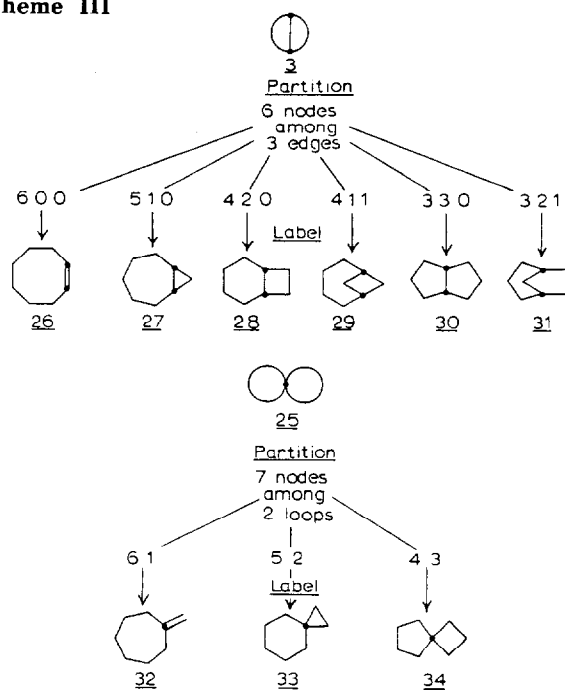 heme III
3
Partition
6 nodes
among
3 edges
6 0 0 5 1 0 4 2 0 4 1 1 3 3 0 3 2 1
Label
26 27 28 29 30 31
25
Partition
7 nodes
among
2 loops
6 1 5 2 4 3
Label
32 33 34